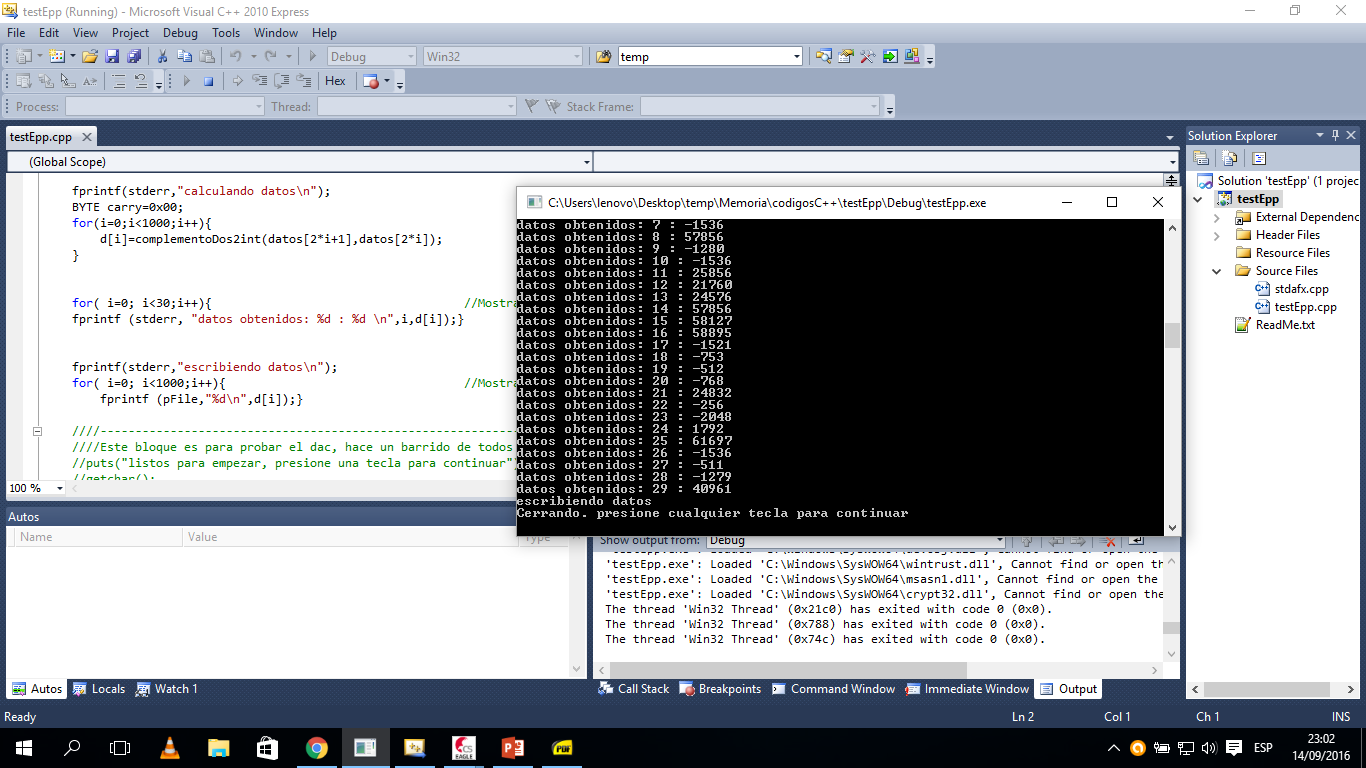 testEpp (Running) - Microsoft Visual C++ 2010 Express
File Edit View Project Debug Tools Window Help
Debug Win32 temp
Hex
Process: Thread: Stack Frame:
testEpp.cpp
(Global Scope)
fprintf(stderr,"calculando datos\n");
BYTE carry=0x00;
for(i=0;i<1000;i++){
d[i]=complementoDos2int(datos[2*i+1],datos[2*i]);
}
for( i=0; i<30;i++){ //Mostra
fprintf (stderr, "datos obtenidos: %d : %d \n",i,d[i]);}
fprintf(stderr,"escribiendo datos\n");
for( i=0; i<1000;i++){ //Mostra
fprintf (pFile,"%d\n",d[i]);}
////------------------------------------------------------
////Este bloque es para probar el dac, hace un barrido de todos
//puts("listos para empezar, presione una tecla para continuar"
//getchar();
100 %
C:\Users\lenovo\Desktop\temp\Memoria\codigosC++\testEpp\Debug\testEpp.exe
datos obtenidos: 7 : -1536
datos obtenidos: 8 : 57856
datos obtenidos: 9 : -1280
datos obtenidos: 10 : -1536
datos obtenidos: 11 : 25856
datos obtenidos: 12 : 21760
datos obtenidos: 13 : 24576
datos obtenidos: 14 : 57856
datos obtenidos: 15 : 58127
datos obtenidos: 16 : 58895
datos obtenidos: 17 : -1521
datos obtenidos: 18 : -753
datos obtenidos: 19 : -512
datos obtenidos: 20 : -768
datos obtenidos: 21 : 24832
datos obtenidos: 22 : -256
datos obtenidos: 23 : -2048
datos obtenidos: 24 : 1792
datos obtenidos: 25 : 61697
datos obtenidos: 26 : -1536
datos obtenidos: 27 : -511
datos obtenidos: 28 : -1279
datos obtenidos: 29 : 40961
escribiendo datos
Cerrando. presione cualquier tecla para continuar
Solution Explorer
Solution 'testEpp' (1 projec
testEpp
External Dependenc
Header Files
Resource Files
Source Files
stdafx.cpp
testEpp.cpp
ReadMe.txt
Autos
Name Value Type
Show output from: Debug
'testEpp.exe': Loaded 'C:\Windows\SysWOW64\wintrust.dll', Cannot find or open the
'testEpp.exe': Loaded 'C:\Windows\SysWOW64\msasn1.dll', Cannot find or open the
'testEpp.exe': Loaded 'C:\Windows\SysWOW64\crypt32.dll', Cannot find or open the
The thread 'Win32 Thread' (0x21c0) has exited with code 0 (0x0).
The thread 'Win32 Thread' (0x788) has exited with code 0 (0x0).
The thread 'Win32 Thread' (0x74c) has exited with code 0 (0x0).
Autos Locals Watch 1
Call Stack Breakpoints Command Window Immediate Window Output
Ready Ln 2 Col 1 Ch 1 INS
CS
EAGLE
PDF
ESP
23:02
14/09/2016